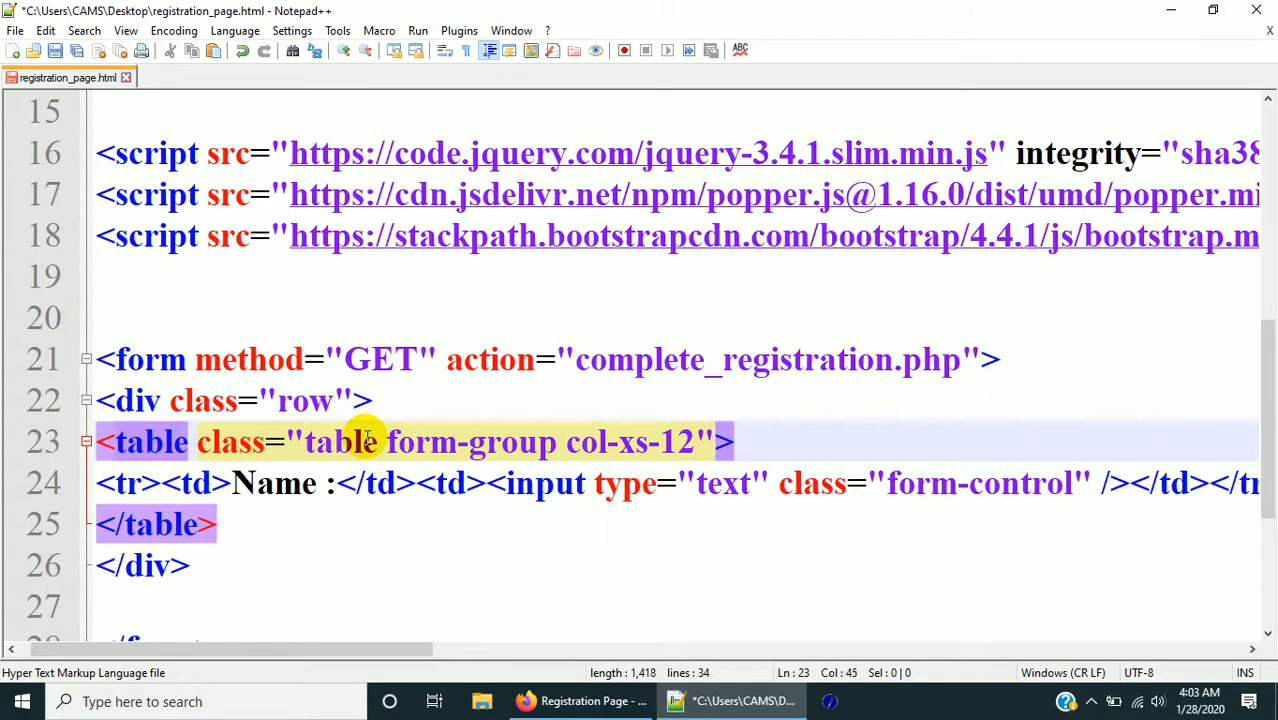 *C:\Users\CAMS\Desktop\registration_page.html - Notepad++
File Edit Search View Encoding Language Settings Tools Macro Run Plugins Window ? X
registration_page.html
15
16 <script src="https://code.jquery.com/jquery-3.4.1.slim.min.js" integrity="sha38
17 <script src="https://cdn.jsdelivr.net/npm/popper.js@1.16.0/dist/umd/popper.mi
18 <script src="https://stackpath.bootstrapcdn.com/bootstrap/4.4.1/js/bootstrap.m
19
20
21 <form method="GET" action="complete_registration.php">
22 <div class="row">
23 <table class="table form-group col-xs-12">
24 <tr><td>Name :</td><td><input type="text" class="form-control" /></td></tr
25 </table>
26 </div>
27
Hyper Text Markup Language file length : 1,418 lines : 34 Ln : 23 Col : 45 Sel : 0 | 0 Windows (CR LF) UTF-8 INS
Type here to search Registration Page - ... *C:\Users\CAMS\D... 4:03 AM
1/28/2020